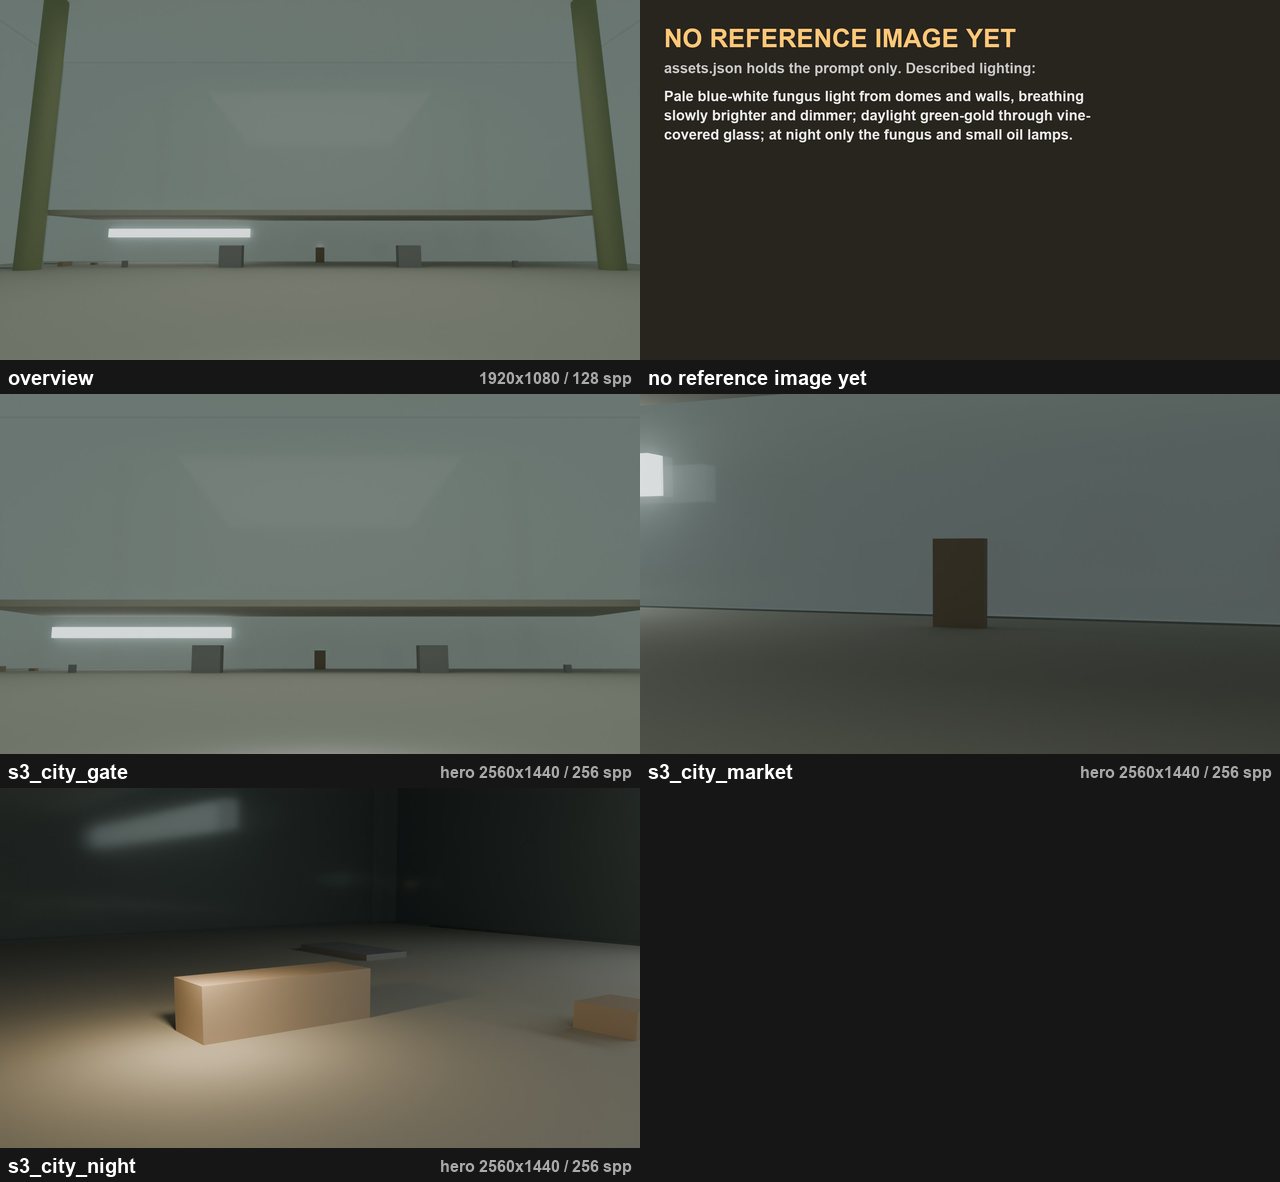 NO REFERENCE IMAGE YET
assets.json holds the prompt only. Described lighting:
Pale blue-white fungus light from domes and walls, breathing
slowly brighter and dimmer; daylight green-gold through vine-
covered glass; at night only the fungus and small oil lamps.
overview
1920x1080 / 128 spp
no reference image yet
s3_city_gate
hero 2560x1440 / 256 spp
s3_city_market
hero 2560x1440 / 256 spp
s3_city_night
hero 2560x1440 / 256 spp